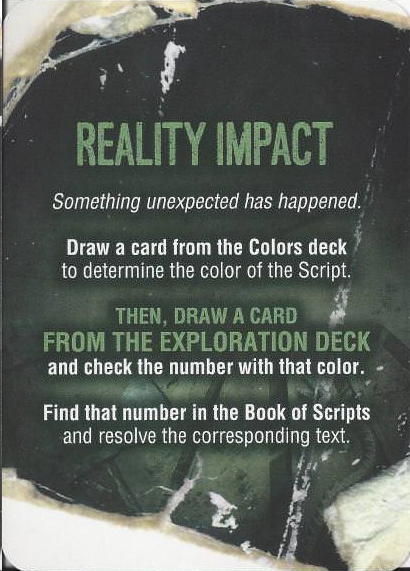 REALITY IMPACT
Something unexpected has happened.
Draw a card from the Colors deck
to determine the color of the Script.
THEN, DRAW A CARD
FROM THE EXPLORATION DECK
and check the number with that color.
Find that number in the Book of Scripts
and resolve the corresponding text.